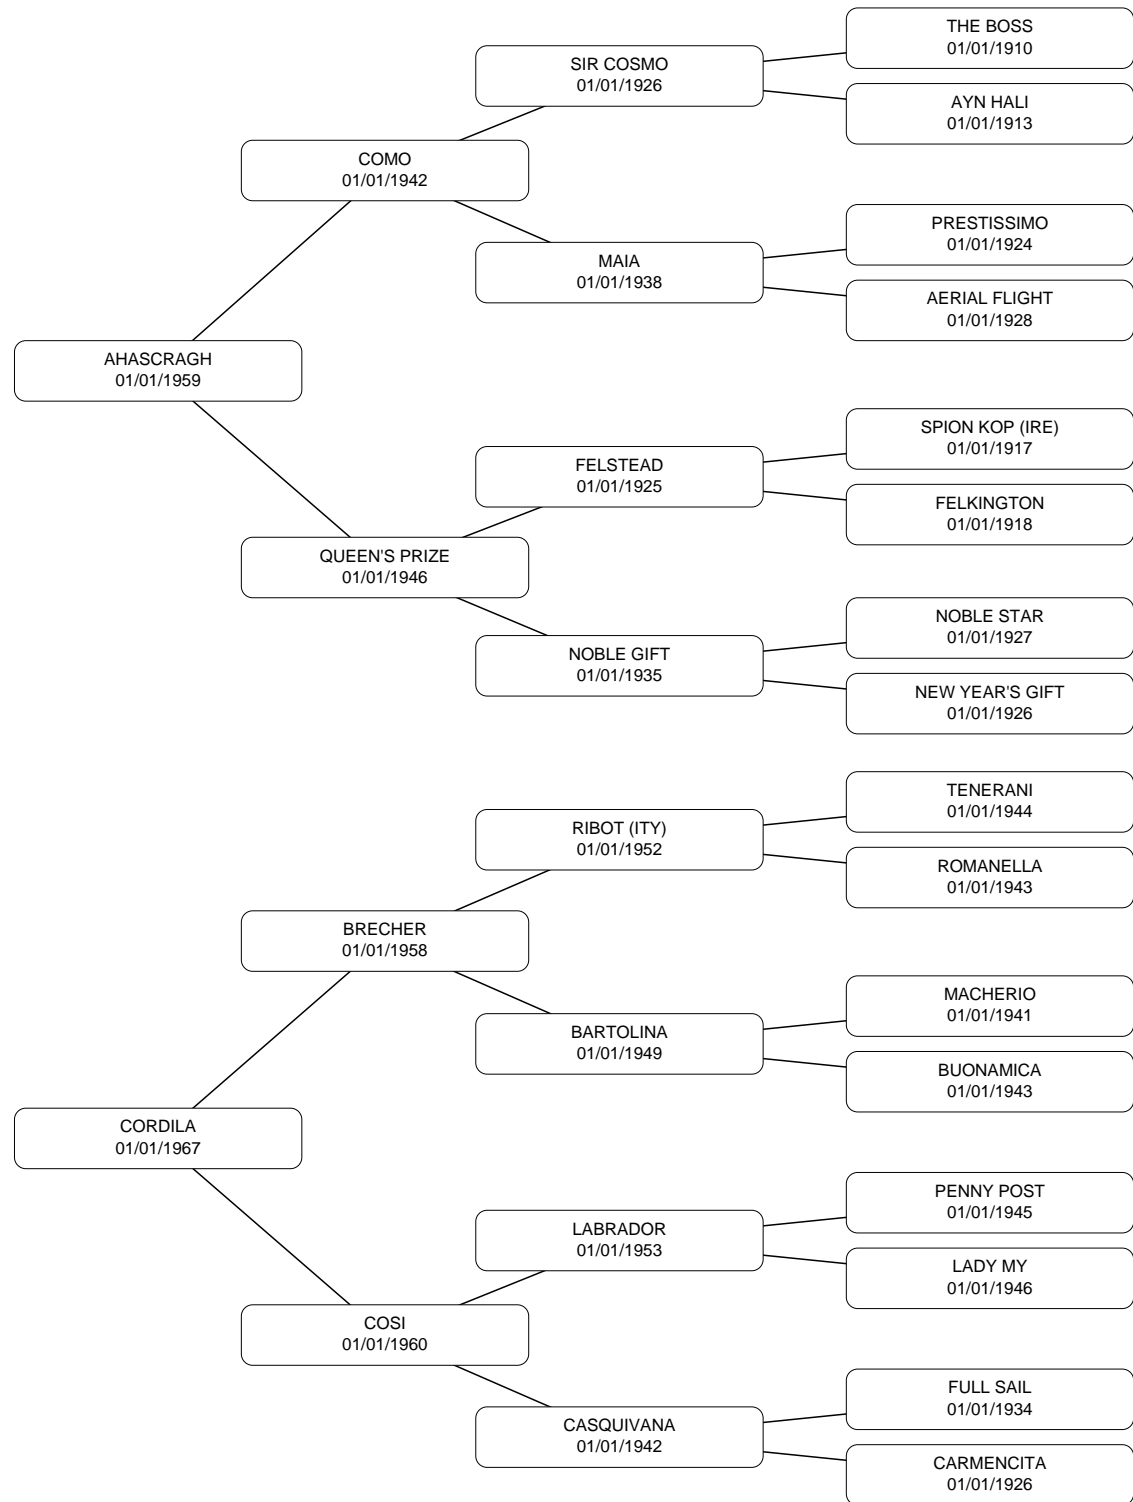 THE BOSS
01/01/1910
SIR COSMO
01/01/1926
AYN HALI
01/01/1913
COMO
01/01/1942
PRESTISSIMO
01/01/1924
MAIA
01/01/1938
AERIAL FLIGHT
01/01/1928
AHASCRAGH
01/01/1959
SPION KOP (IRE)
01/01/1917
FELSTEAD
01/01/1925
FELKINGTON
01/01/1918
QUEEN'S PRIZE
01/01/1946
NOBLE STAR
01/01/1927
NOBLE GIFT
01/01/1935
NEW YEAR'S GIFT
01/01/1926
TENERANI
01/01/1944
RIBOT (ITY)
01/01/1952
ROMANELLA
01/01/1943
BRECHER
01/01/1958
MACHERIO
01/01/1941
BARTOLINA
01/01/1949
BUONAMICA
01/01/1943
CORDILA
01/01/1967
PENNY POST
01/01/1945
LABRADOR
01/01/1953
LADY MY
01/01/1946
COSI
01/01/1960
FULL SAIL
01/01/1934
CASQUIVANA
01/01/1942
CARMENCITA
01/01/1926